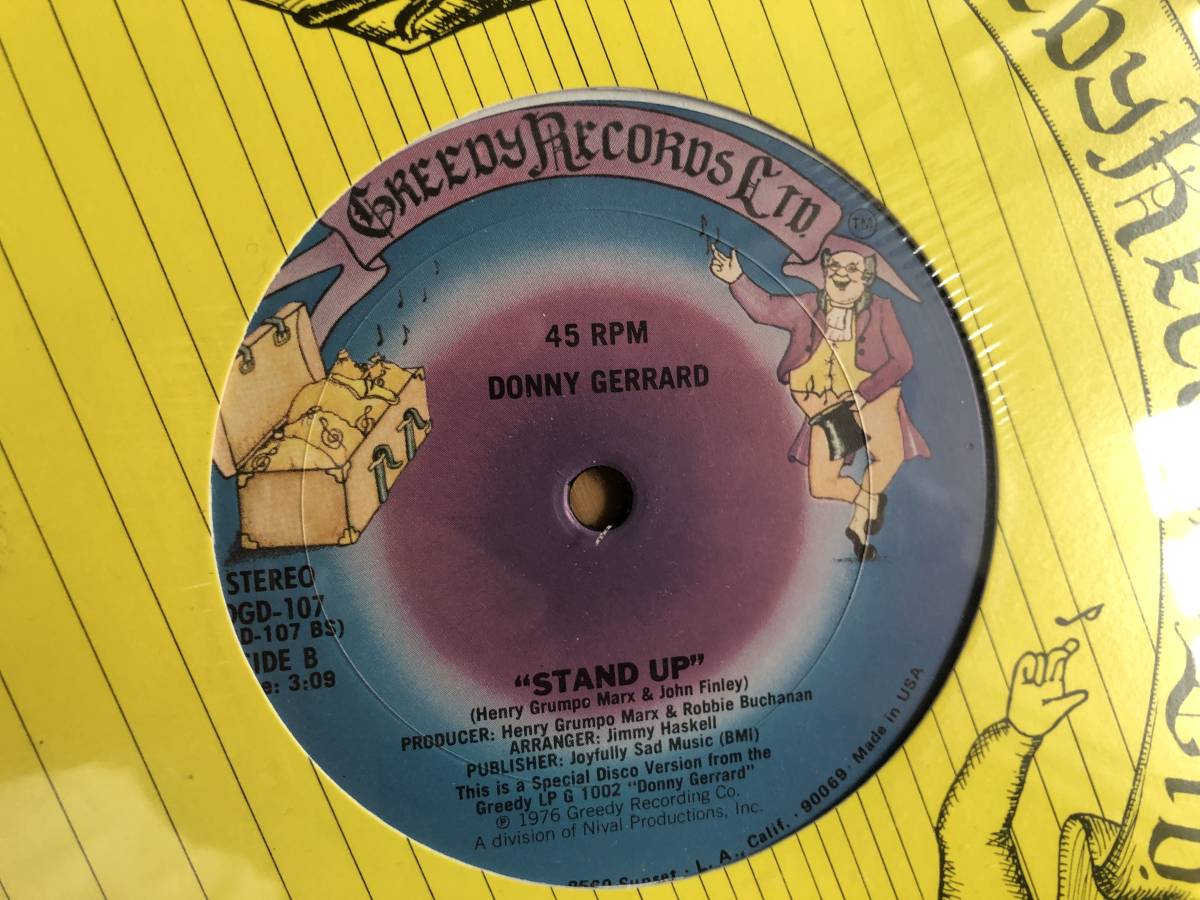 GREEDY RECORDS LTD.
TM
45 RPM
DONNY GERRARD
STEREO
DGD-107
D-107 BS)
SIDE B
e: 3:09
"STAND UP"
(Henry Grumpo Marx & John Finley)
PRODUCER: Henry Grumpo Marx & Robbie Buchanan
ARRANGER: Jimmy Haskell
PUBLISHER: Joyfully Sad Music (BMI)
This is a Special Disco Version from the
Greedy LP G 1002 "Donny Gerrard"
℗ 1976 Greedy Recording Co.
A division of Nival Productions, Inc.
Sunset · L. A., Calif. · 90069 · Made in USA